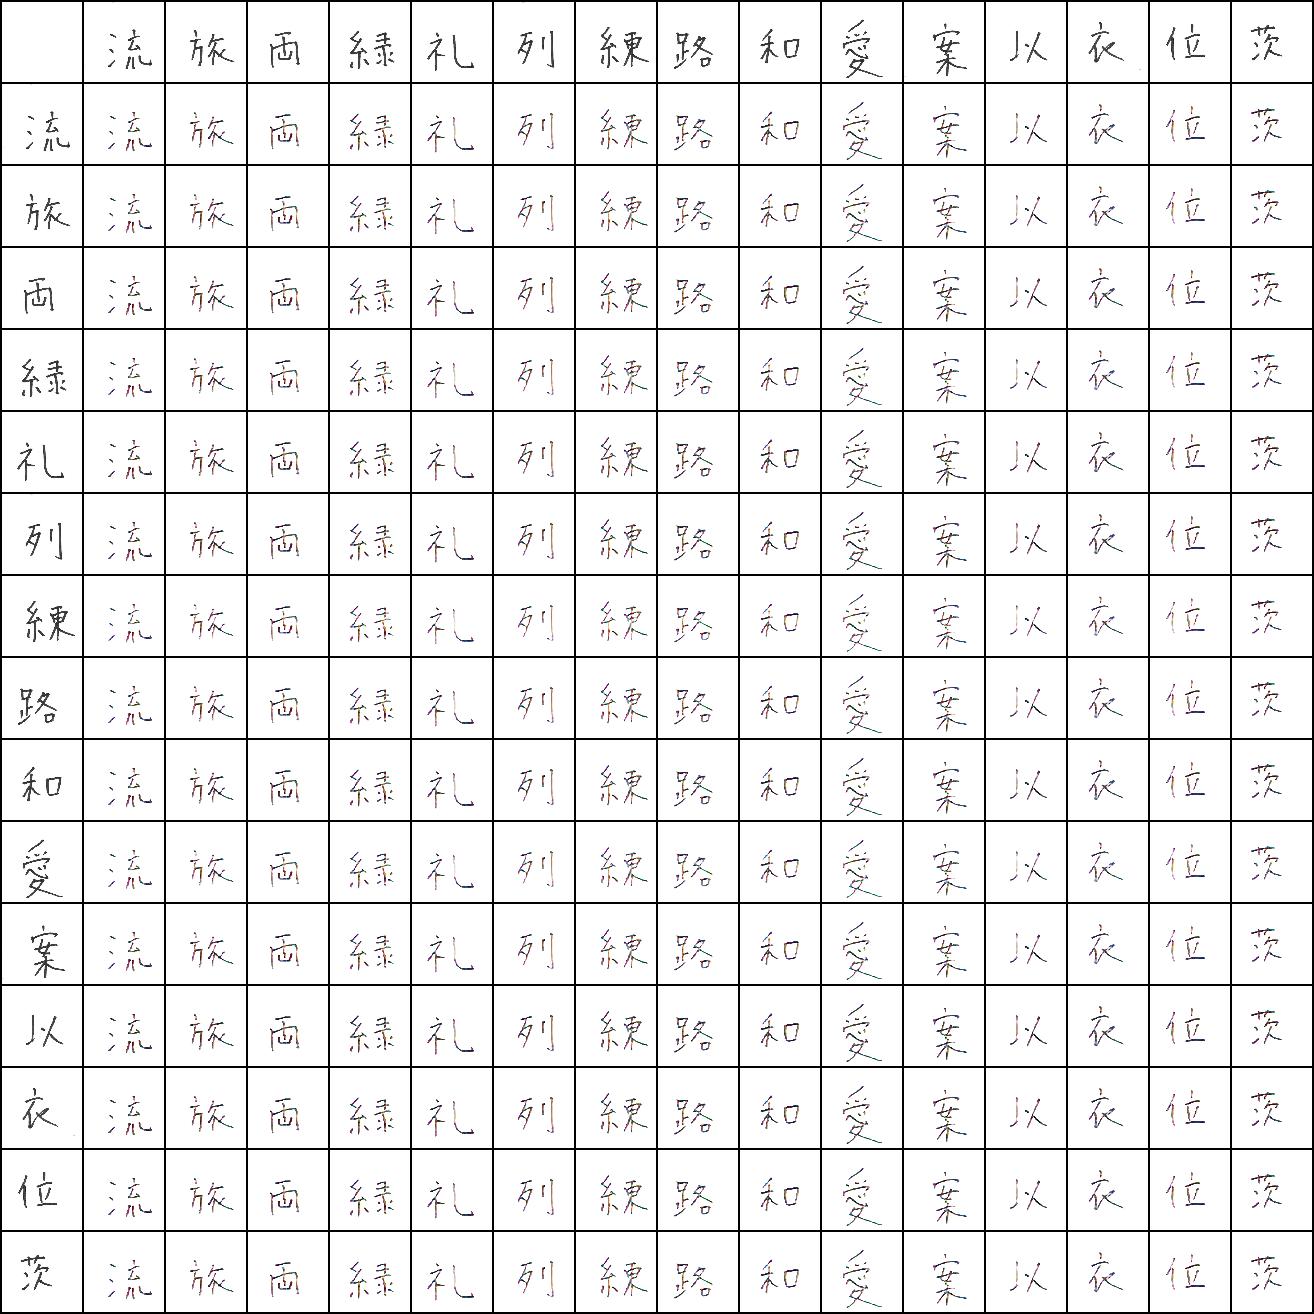 流 旅 両 緑 礼 列 練 路 和 愛 案 以 衣 位 茨
流 流 旅 両 緑 礼 列 練 路 和 愛 案 以 衣 位 茨
旅 流 旅 両 緑 礼 列 練 路 和 愛 案 以 衣 位 茨
両 流 旅 両 緑 礼 列 練 路 和 愛 案 以 衣 位 茨
緑 流 旅 両 緑 礼 列 練 路 和 愛 案 以 衣 位 茨
礼 流 旅 両 緑 礼 列 練 路 和 愛 案 以 衣 位 茨
列 流 旅 両 緑 礼 列 練 路 和 愛 案 以 衣 位 茨
練 流 旅 両 緑 礼 列 練 路 和 愛 案 以 衣 位 茨
路 流 旅 両 緑 礼 列 練 路 和 愛 案 以 衣 位 茨
和 流 旅 両 緑 礼 列 練 路 和 愛 案 以 衣 位 茨
愛 流 旅 両 緑 礼 列 練 路 和 愛 案 以 衣 位 茨
案 流 旅 両 緑 礼 列 練 路 和 愛 案 以 衣 位 茨
以 流 旅 両 緑 礼 列 練 路 和 愛 案 以 衣 位 茨
衣 流 旅 両 緑 礼 列 練 路 和 愛 案 以 衣 位 茨
位 流 旅 両 緑 礼 列 練 路 和 愛 案 以 衣 位 茨
茨 流 旅 両 緑 礼 列 練 路 和 愛 案 以 衣 位 茨